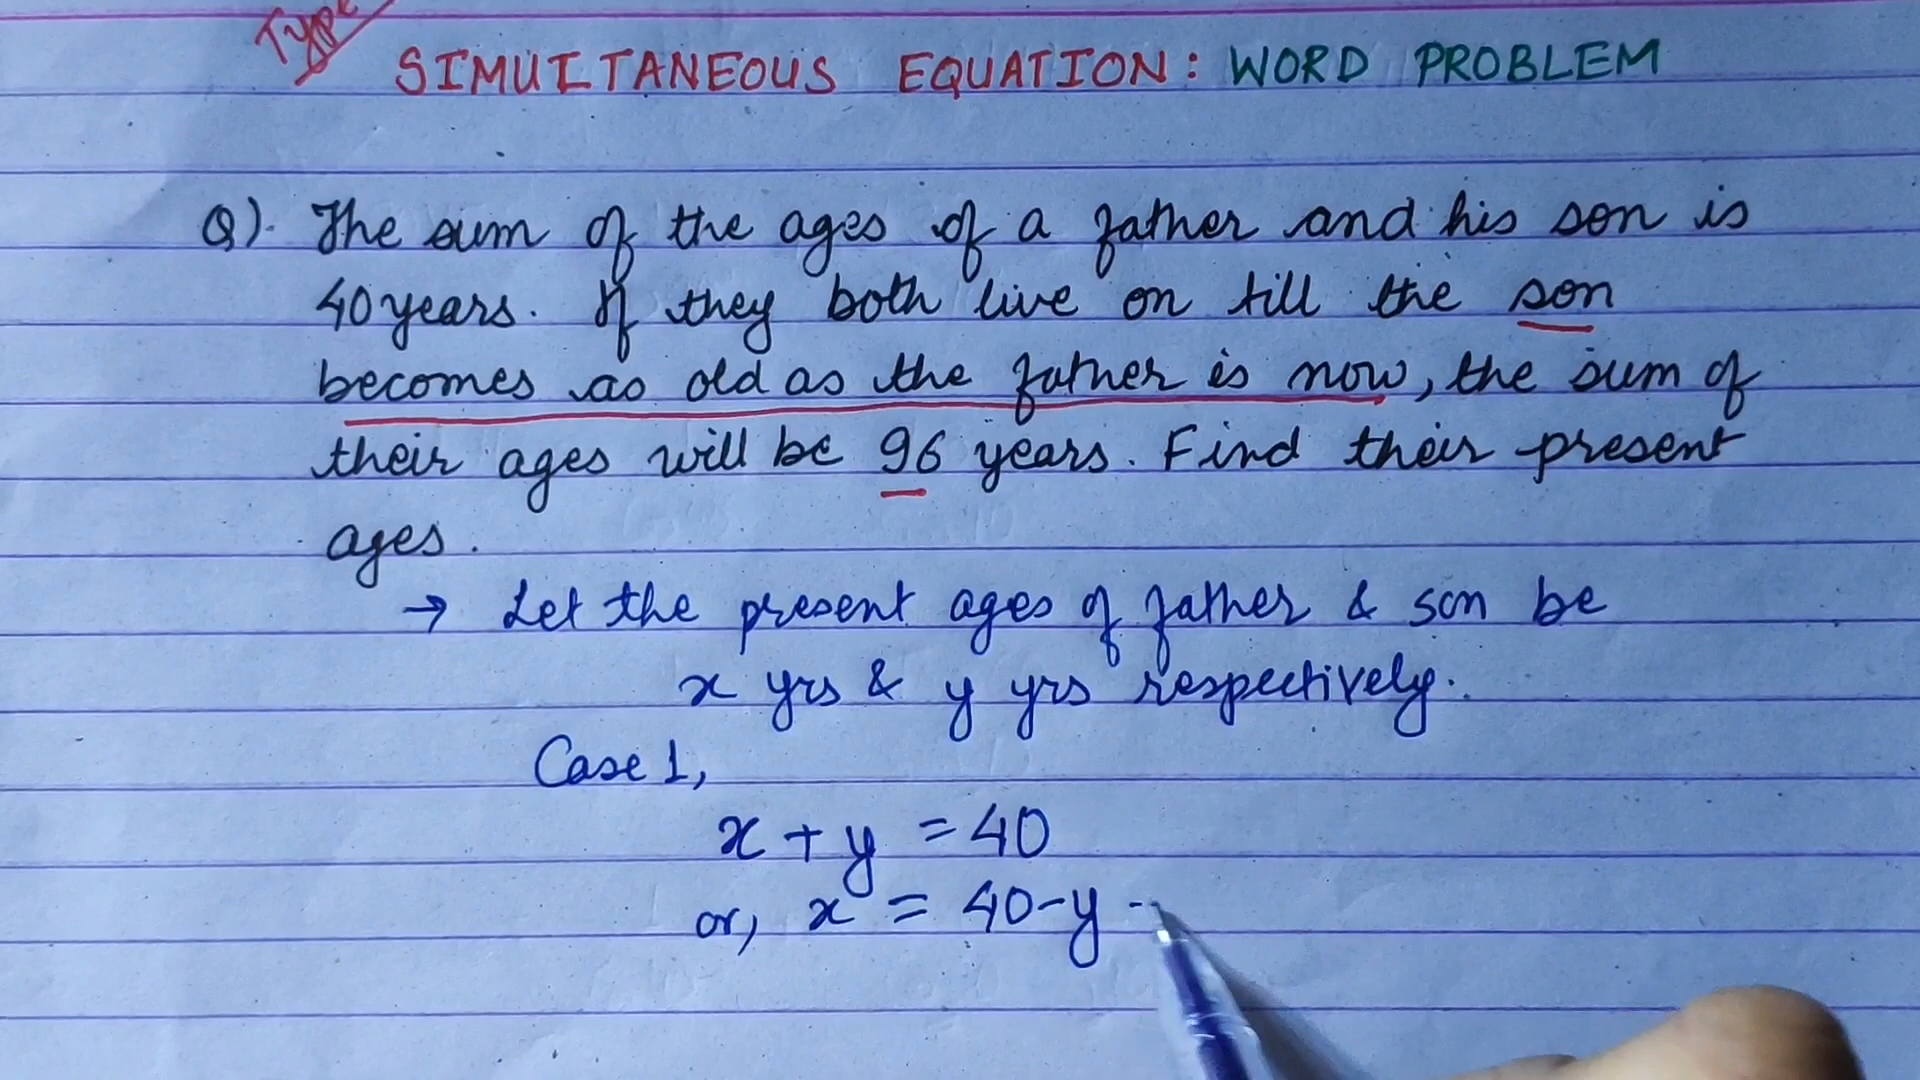 Type
SIMULTANEOUS EQUATION: WORD PROBLEM
Q). The sum of the ages of a father and his son is
40 years. If they both live on till the son
becomes as old as the father is now, the sum of
their ages will be 96 years. Find their present
ages.
→ Let the present ages of father & son be
x yrs & y yrs respectively.
Case 1,
x + y = 40
or, x = 40-y -